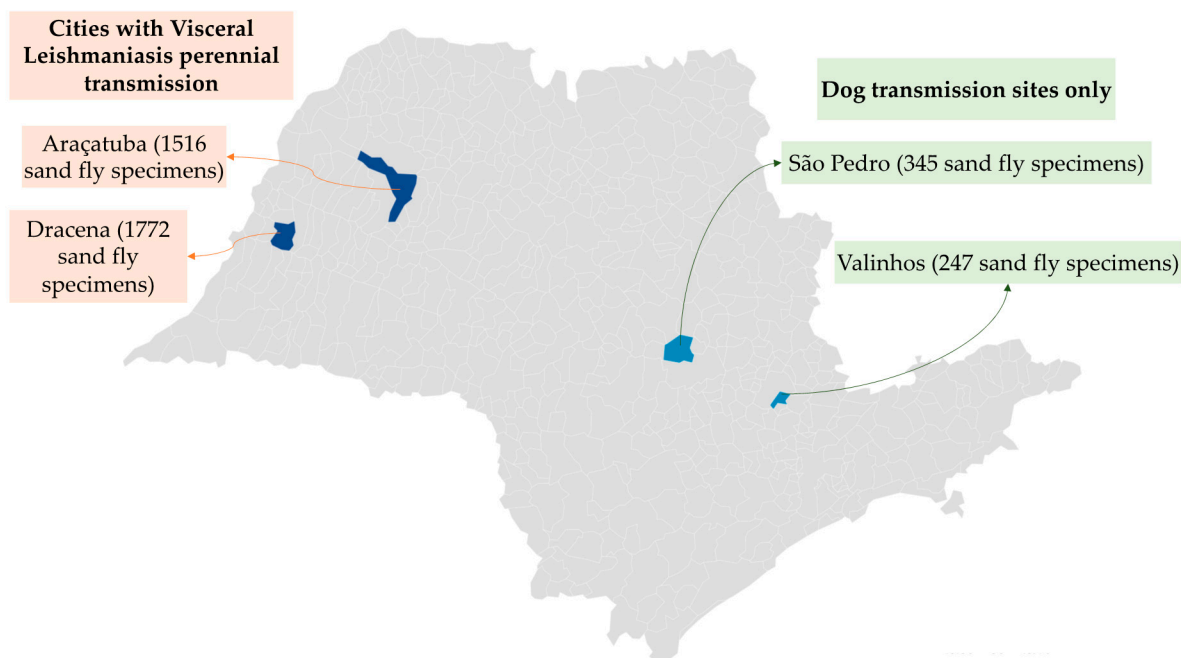 Cities with Visceral
Leishmaniasis perennial
transmission
Araçatuba (1516
sand fly specimens)
Dracena (1772
sand fly
specimens)
Dog transmission sites only
São Pedro (345 sand fly specimens)
Valinhos (247 sand fly specimens)